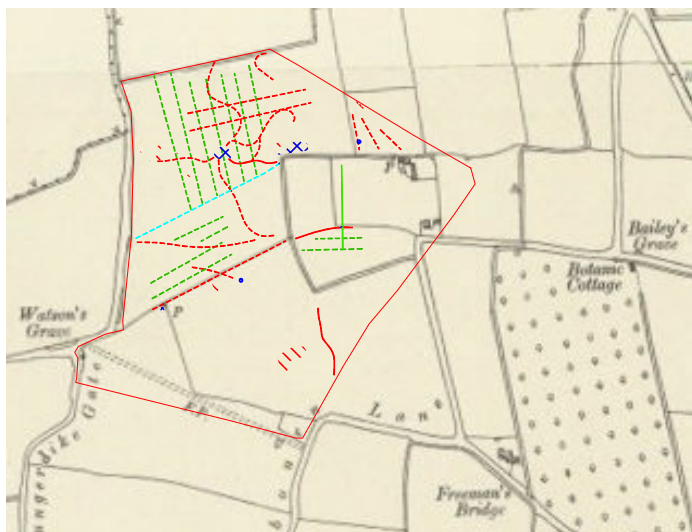 Bailey's
Grave
P
Botanic
Cottage
Watson's
Grave
P
F.P.
Lane
Freeman's
Bridge